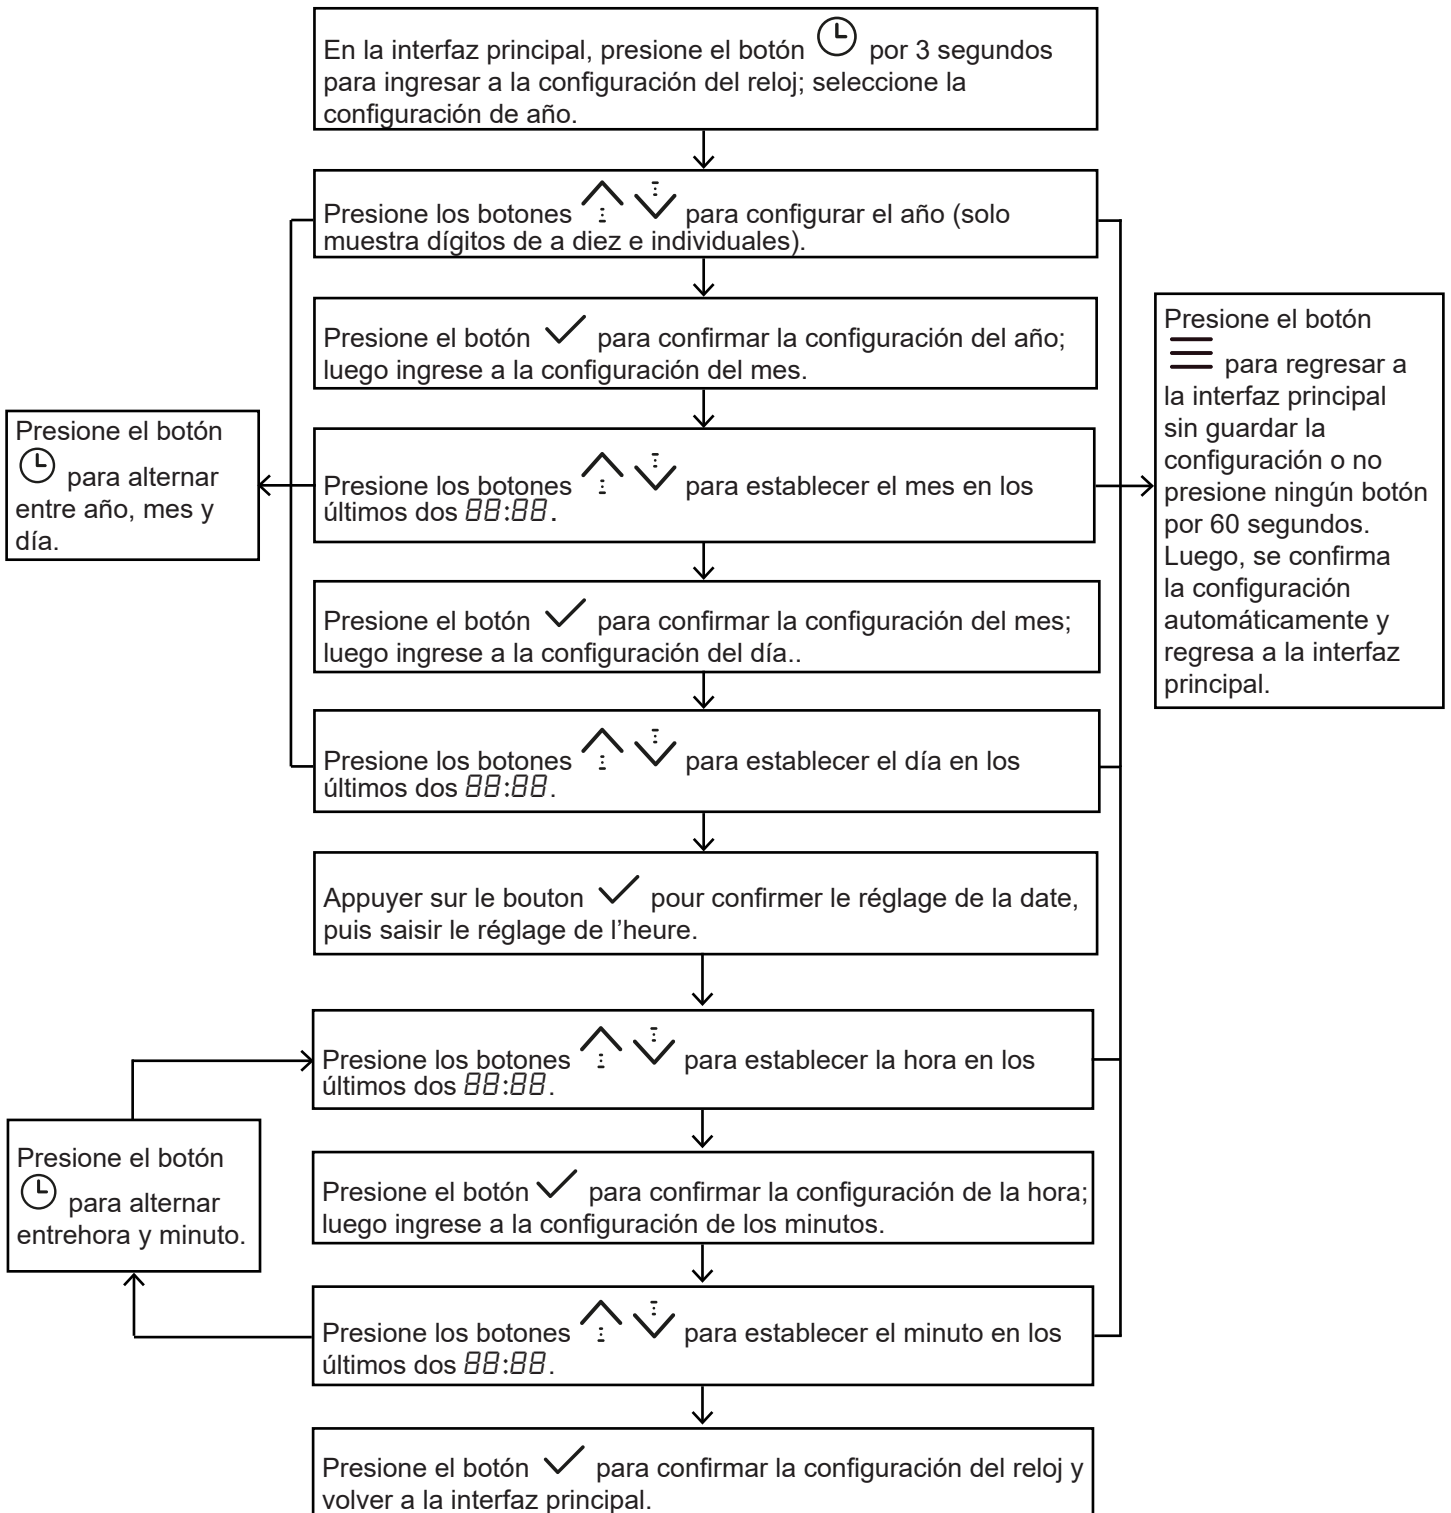 En la interfaz principal, presione el botón por 3 segundos
para ingresar a la configuración del reloj; seleccione la
configuración de año.
Presione los botones para configurar el año (solo
muestra dígitos de a diez e individuales).
Presione el botón para confirmar la configuración del año;
luego ingrese a la configuración del mes.
Presione el botón
para alternar
entre año, mes y
día.
Presione los botones para establecer el mes en los
últimos dos 88:88.
Presione el botón
para regresar a
la interfaz principal
sin guardar la
configuración o no
presione ningún botón
por 60 segundos.
Luego, se confirma
la configuración
automáticamente y
regresa a la interfaz
principal.
Presione el botón para confirmar la configuración del mes;
luego ingrese a la configuración del día..
Presione los botones para establecer el día en los
últimos dos 88:88.
Appuyer sur le bouton pour confirmer le réglage de la date,
puis saisir le réglage de l’heure.
Presione los botones para establecer la hora en los
últimos dos 88:88.
Presione el botón
para alternar
entrehora y minuto.
Presione el botón para confirmar la configuración de la hora;
luego ingrese a la configuración de los minutos.
Presione los botones para establecer el minuto en los
últimos dos 88:88.
Presione el botón para confirmar la configuración del reloj y
volver a la interfaz principal.